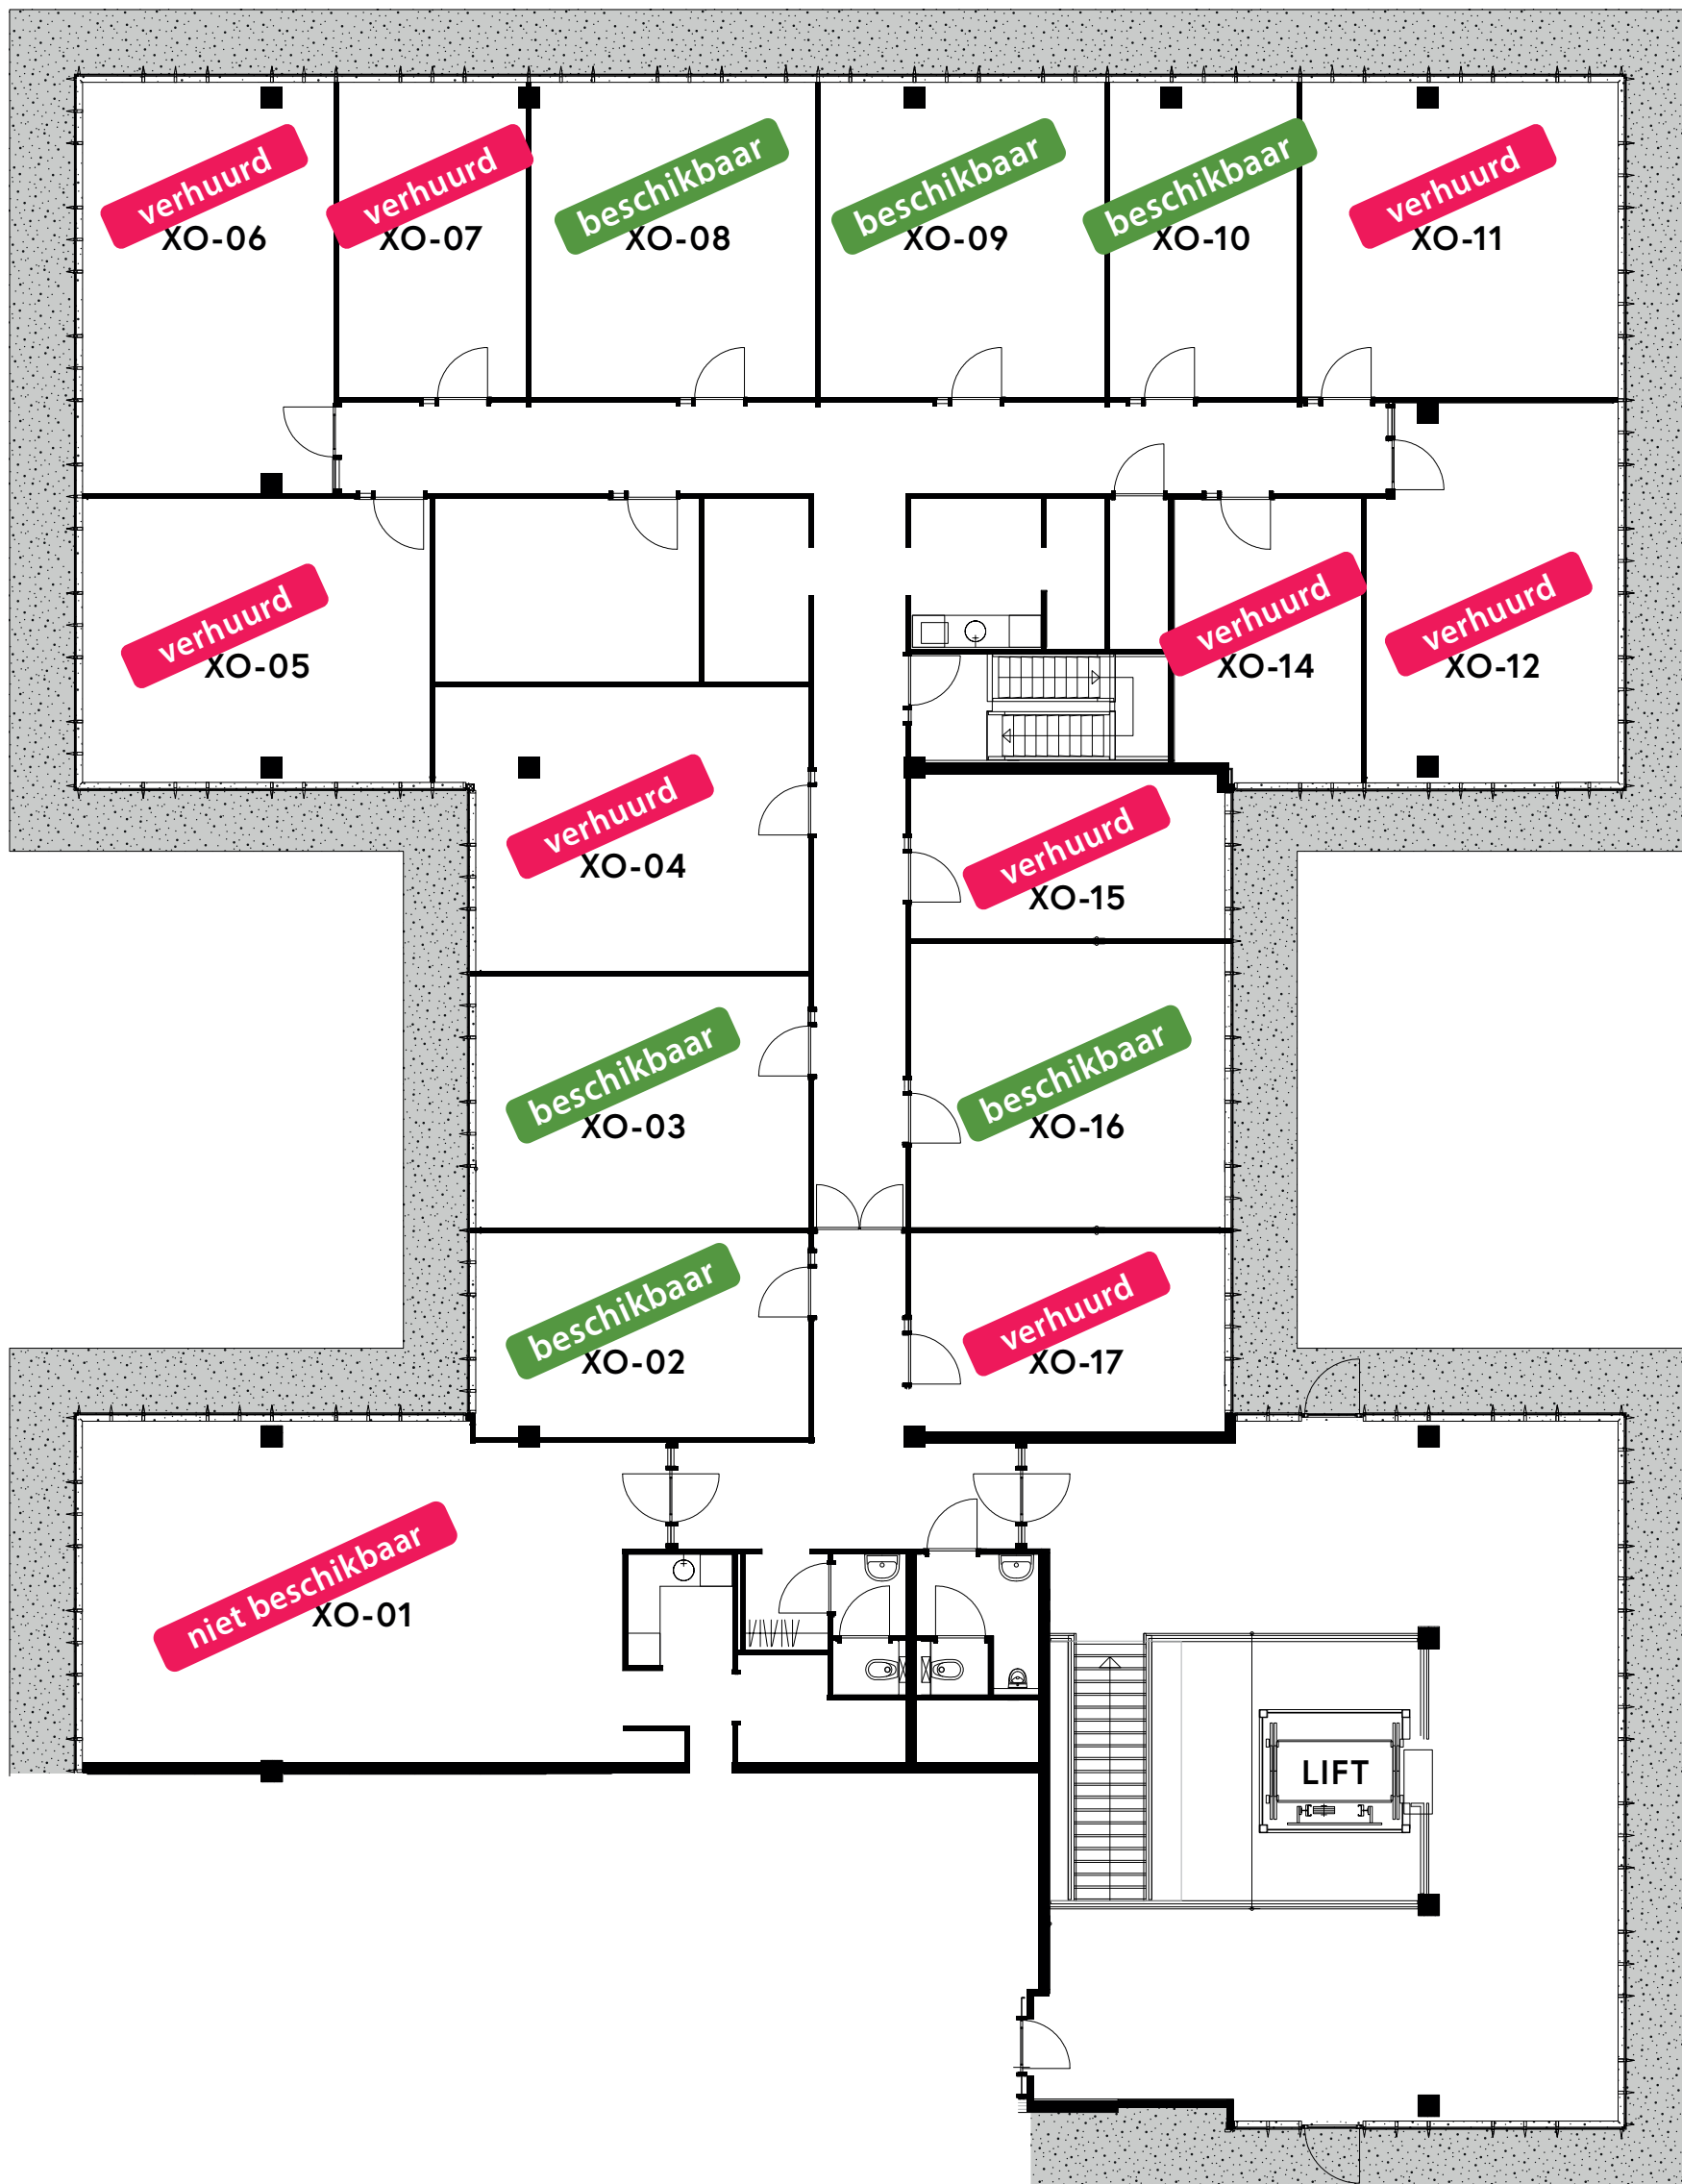 verhuurd
XO-06
verhuurd
XO-07
beschikbaar
XO-08
beschikbaar
XO-09
beschikbaar
XO-10
verhuurd
XO-11
verhuurd
XO-05
verhuurd
XO-14
verhuurd
XO-12
verhuurd
XO-04
verhuurd
XO-15
beschikbaar
XO-03
beschikbaar
XO-16
beschikbaar
XO-02
verhuurd
XO-17
niet beschikbaar
XO-01
LIFT